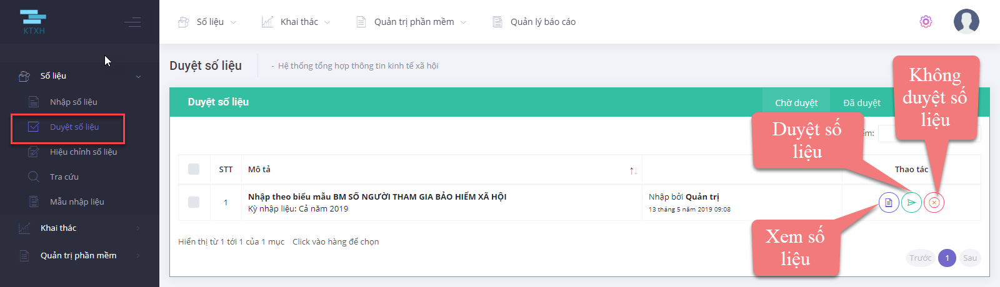 KTXH
Số liệu
Khai thác
Quản trị phần mềm
Quản lý báo cáo
Số liệu
Nhập số liệu
Duyệt số liệu
Hiệu chỉnh số liệu
Tra cứu
Mẫu nhập liệu
Khai thác
Quản trị phần mềm
Duyệt số liệu
- Hệ thống tổng hợp thông tin kinh tế xã hội
Duyệt số liệu
Chờ duyệt
Đã duyệt
Không
duyệt số
liệu
Duyệt số
liệu
STT
Mô tả
Thao tác
1
Nhập theo biểu mẫu BM SỐ NGƯỜI THAM GIA BẢO HIỂM XÃ HỘI
Kỳ nhập liệu: Cả năm 2019
Nhập bởi Quản trị
13 tháng 5 năm 2019 09:08
Xem số
liệu
Hiển thị từ 1 tới 1 của 1 mục
Click vào hàng để chọn
Trước
1
Sau